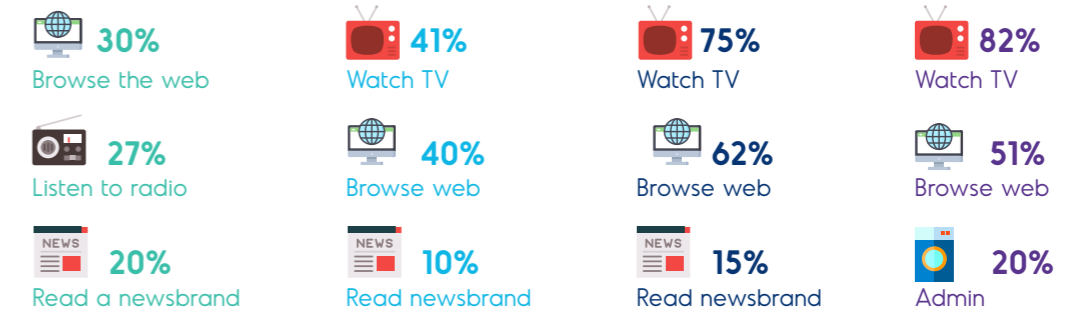 30%
41%
75%
82%
Browse the web
Watch TV
Watch TV
Watch TV
27%
40%
62%
51%
Listen to radio
Browse web
Browse web
Browse web
NEWS
20%
NEWS
10%
NEWS
15%
20%
Read a newsbrand
Read newsbrand
Read newsbrand
Admin